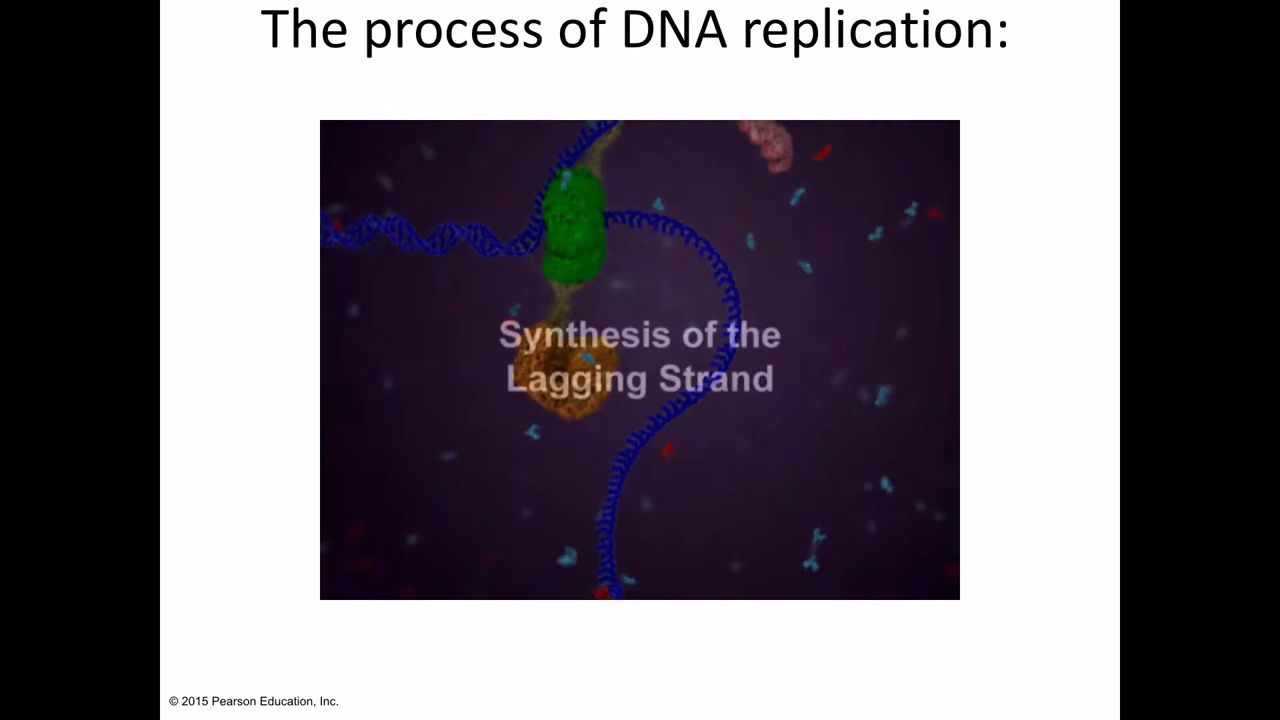 The process of DNA replication:
Synthesis of the
Lagging Strand
© 2015 Pearson Education, Inc.